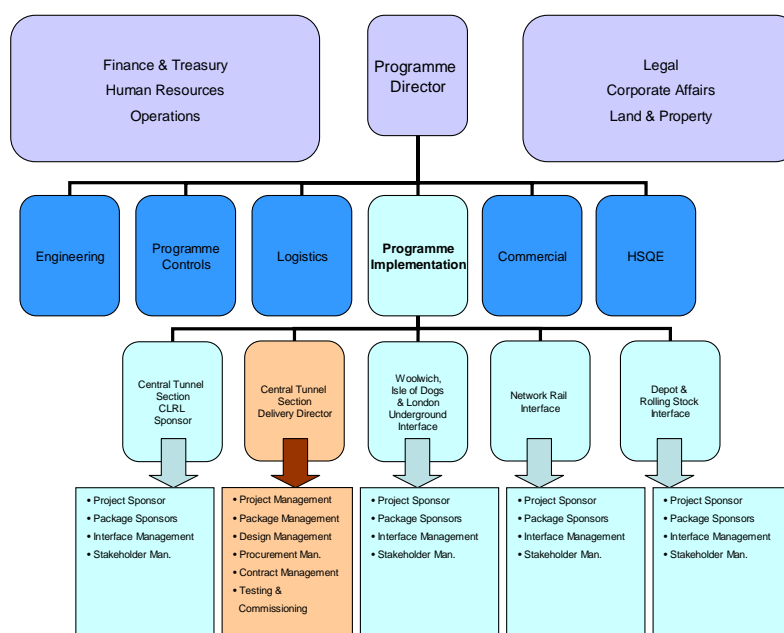 Finance & Treasury
Human Resources
Operations
Programme
Director
Legal
Corporate Affairs
Land & Property
Engineering
Programme
Controls
Logistics
Programme
Implementation
Commercial
HSQE
Central Tunnel
Section
CLRL
Sponsor
Central Tunnel
Section
Delivery Director
Woolwich,
Isle of Dogs
& London
Underground
Interface
Network Rail
Interface
Depot &
Rolling Stock
Interface
• Project Sponsor
• Package Sponsors
• Interface Management
• Stakeholder Man.
• Project Management
• Package Management
• Design Management
• Procurement Man.
• Contract Management
• Testing &
Commissioning
• Project Sponsor
• Package Sponsors
• Interface Management
• Stakeholder Man.
• Project Sponsor
• Package Sponsors
• Interface Management
• Stakeholder Man.
• Project Sponsor
• Package Sponsors
• Interface Management
• Stakeholder Man.